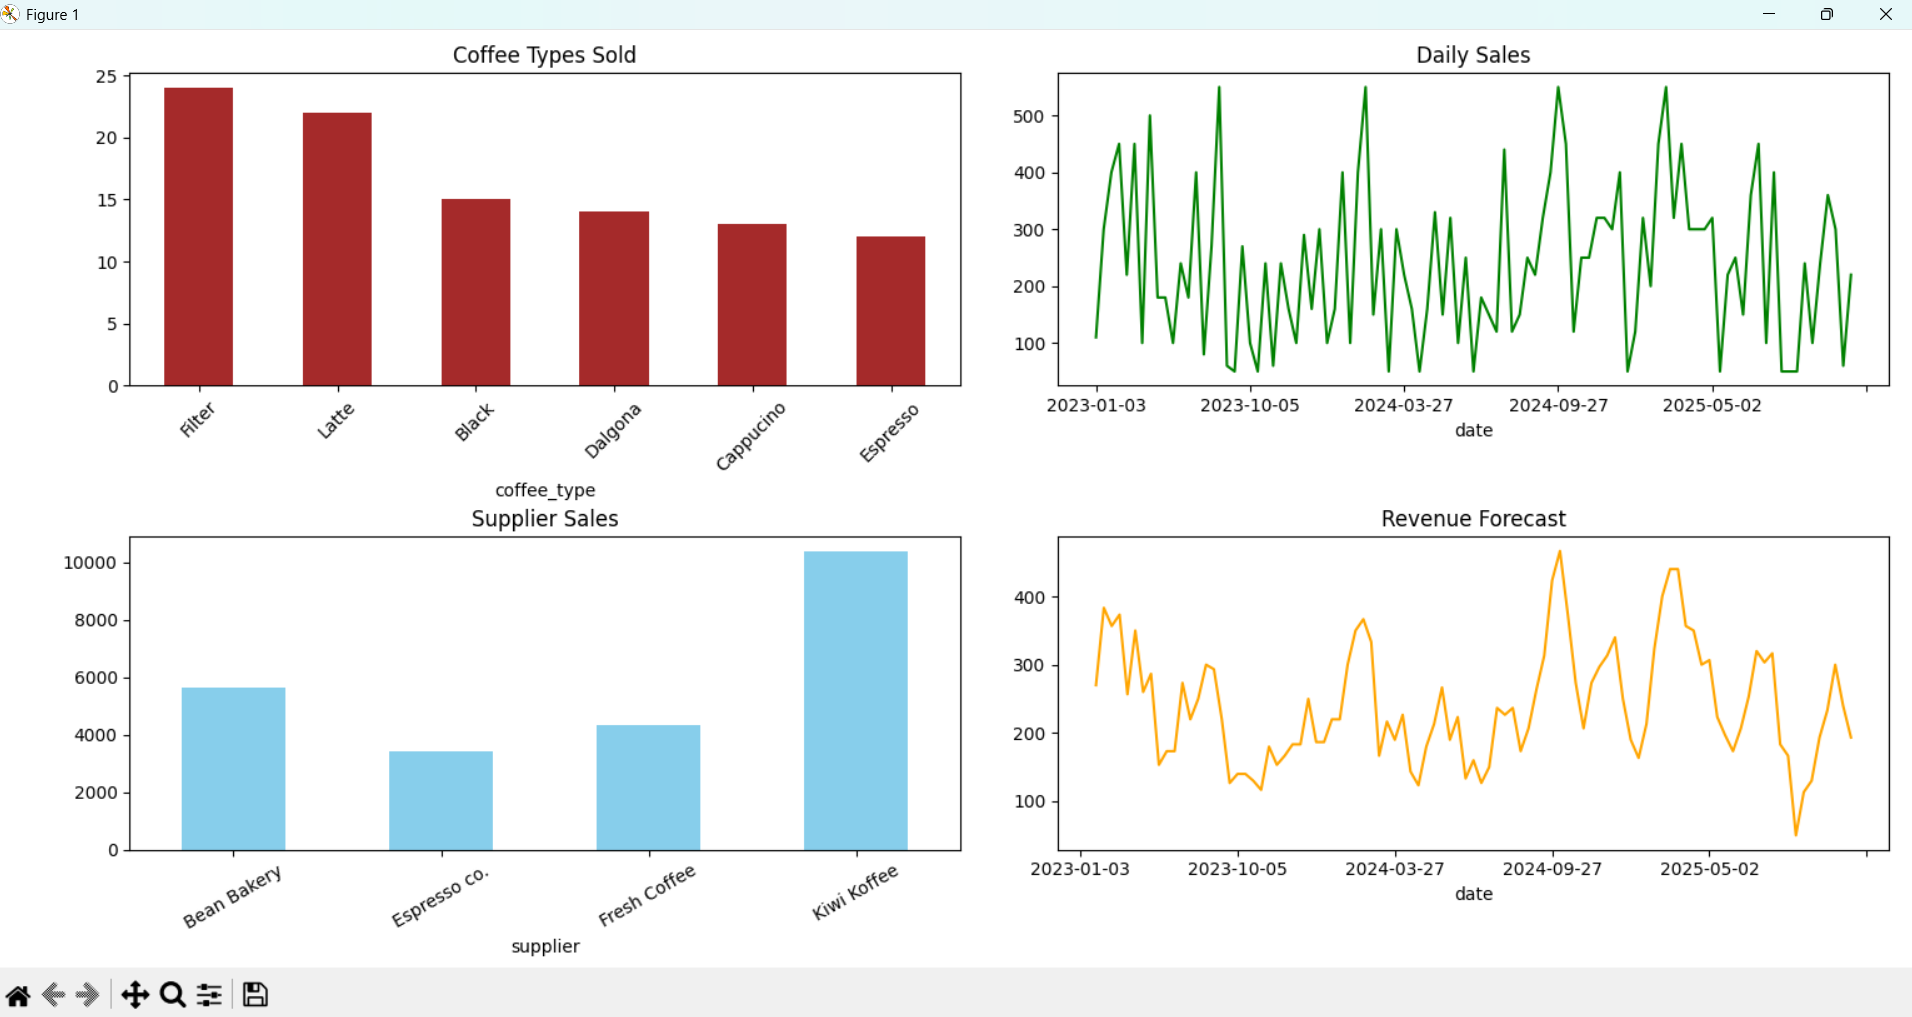 Figure 1
Coffee Types Sold
25
20
15
10
5
0
Filter
Latte
Black
Dalgona
Cappucino
Espresso
coffee_type
Daily Sales
500
400
300
200
100
2023-01-03
2023-10-05
2024-03-27
2024-09-27
2025-05-02
date
Supplier Sales
10000
8000
6000
4000
2000
0
Bean Bakery
Espresso co.
Fresh Coffee
Kiwi Koffee
supplier
Revenue Forecast
400
300
200
100
2023-01-03
2023-10-05
2024-03-27
2024-09-27
2025-05-02
date